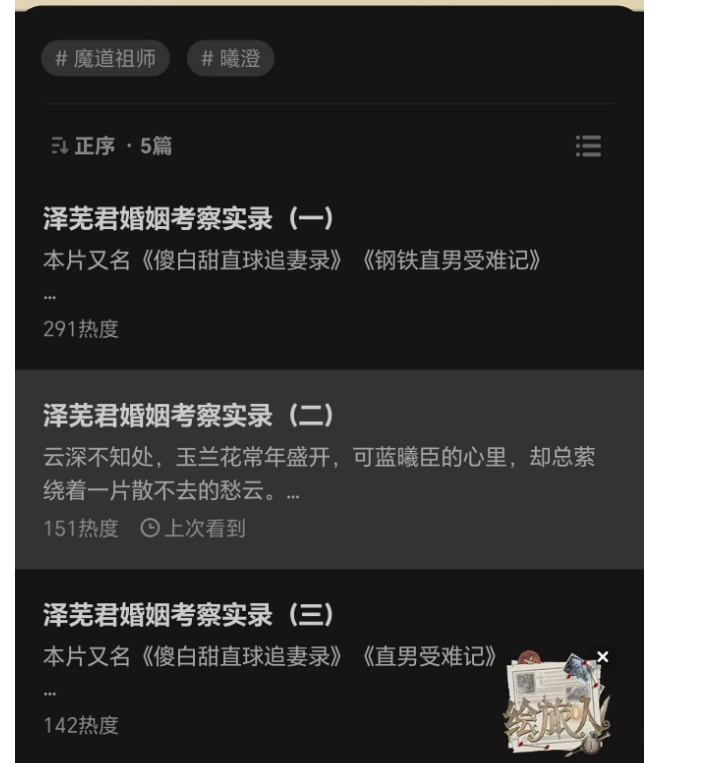 # 魔道祖师 # 曦澄
正序 · 5篇
泽芜君婚姻考察实录（一）
本片又名《傻白甜直球追妻录》《钢铁直男受难记》
...
291热度
泽芜君婚姻考察实录（二）
云深不知处，玉兰花常年盛开，可蓝曦臣的心里，却总萦
绕着一片散不去的愁云。...
151热度 上次看到
泽芜君婚姻考察实录（三）
本片又名《傻白甜直球追妻录》《直男受难记》
...
142热度
绘旅人